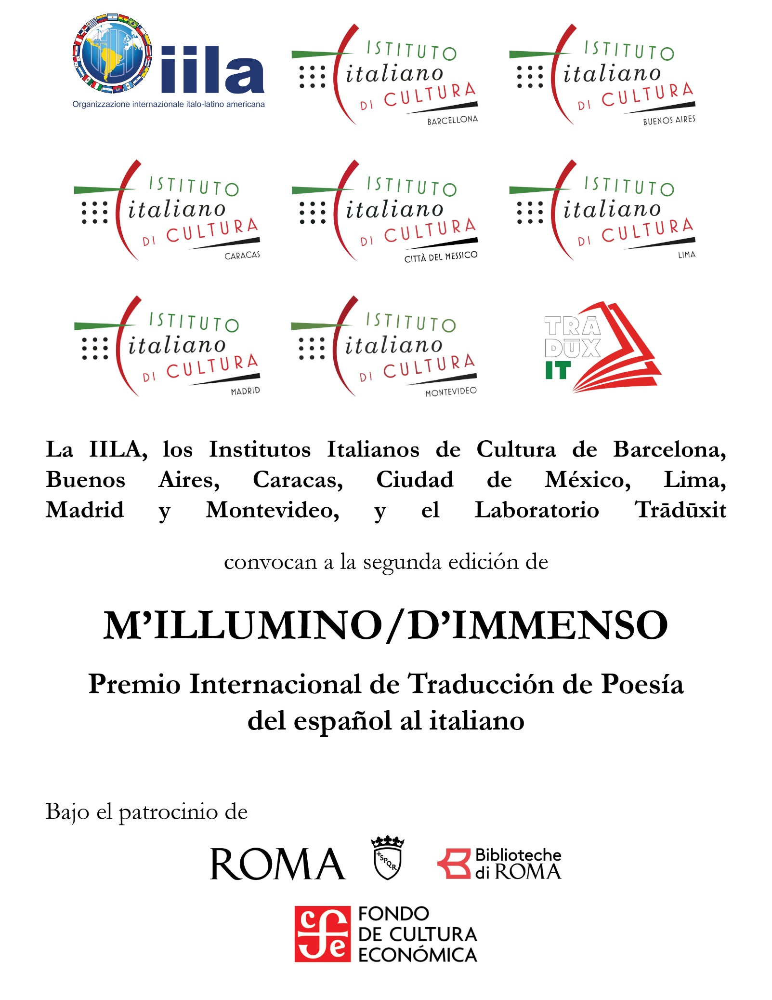 iila
Organizzazione internazionale italo-latino americana
ISTITUTO
italiano
DI CULTURA
BARCELLONA
ISTITUTO
italiano
DI CULTURA
BUENOS AIRES
ISTITUTO
italiano
DI CULTURA
CARACAS
ISTITUTO
italiano
DI CULTURA
CITTÀ DEL MESSICO
ISTITUTO
italiano
DI CULTURA
LIMA
ISTITUTO
italiano
DI CULTURA
MADRID
ISTITUTO
italiano
DI CULTURA
MONTEVIDEO
TRĀ
DŪX
IT
La IILA, los Institutos Italianos de Cultura de Barcelona,
Buenos Aires, Caracas, Ciudad de México, Lima,
Madrid y Montevideo, y el Laboratorio Trādūxit
convocan a la segunda edición de
M’ILLUMINO/D’IMMENSO
Premio Internacional de Traducción de Poesía
del español al italiano
Bajo el patrocinio de
ROMA
SPQR
Biblioteche
di ROMA
cfe
FONDO
DE CULTURA
ECONÓMICA